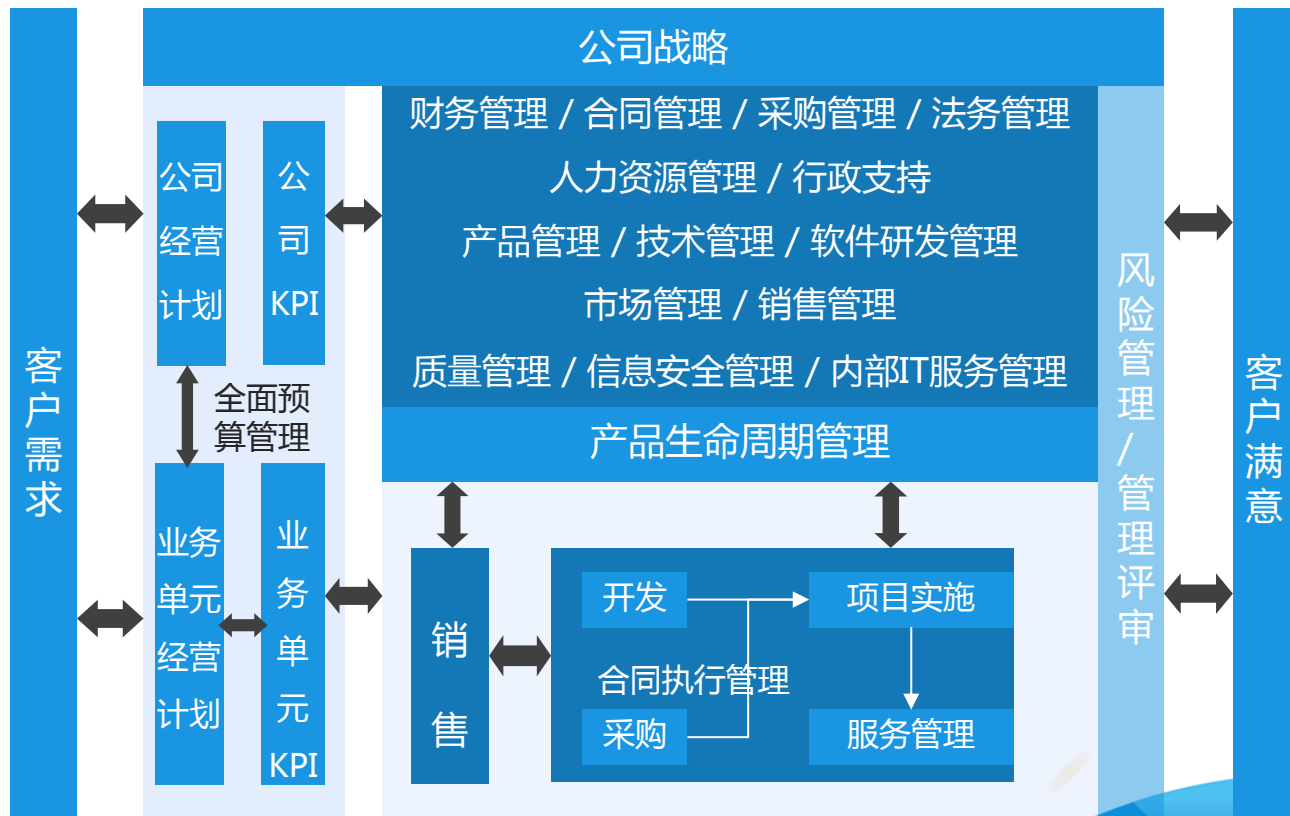 公司战略
客户需求
公司
经营
计划
公
司
KPI
全面预
算管理
业务
单元
经营
计划
业
务
单
元
KPI
财务管理 / 合同管理 / 采购管理 / 法务管理
人力资源管理 / 行政支持
产品管理 / 技术管理 / 软件研发管理
市场管理 / 销售管理
质量管理 / 信息安全管理 / 内部IT服务管理
产品生命周期管理
销
售
开发
项目实施
合同执行管理
采购
服务管理
风险管理/管理评审
客户满意